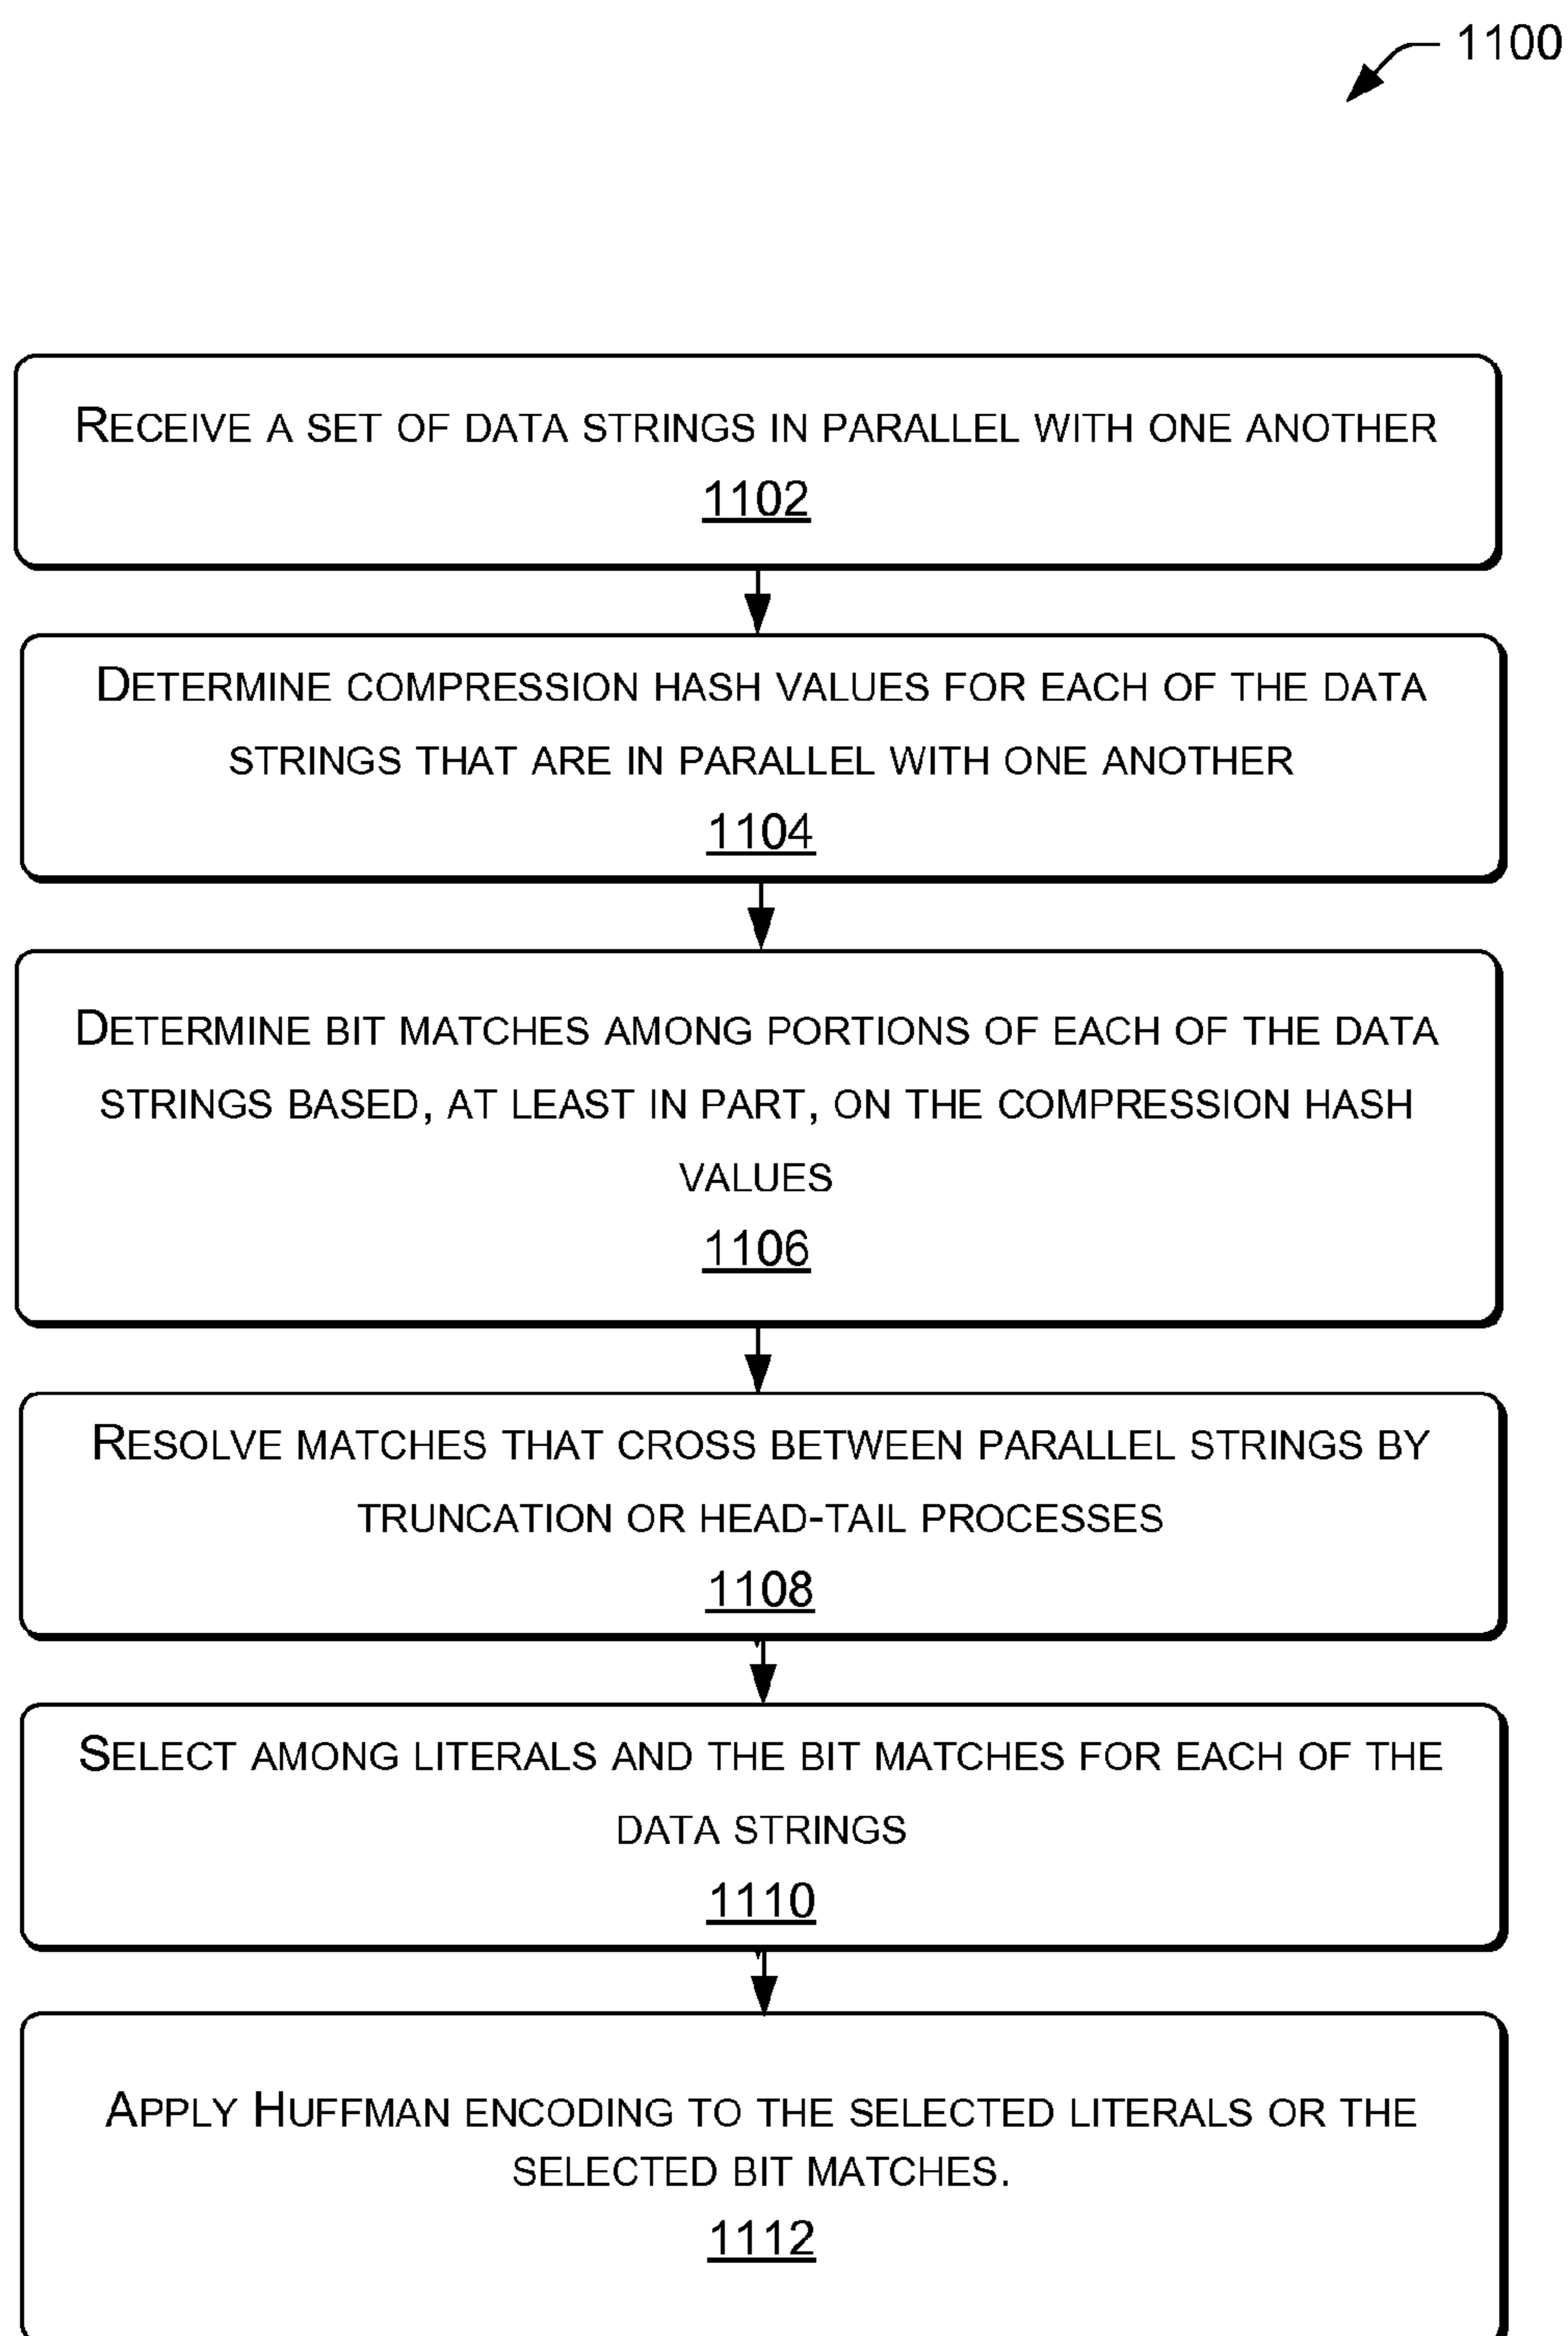 1100
RECEIVE A SET OF DATA STRINGS IN PARALLEL WITH ONE ANOTHER
1102
DETERMINE COMPRESSION HASH VALUES FOR EACH OF THE DATA
STRINGS THAT ARE IN PARALLEL WITH ONE ANOTHER
1104
DETERMINE BIT MATCHES AMONG PORTIONS OF EACH OF THE DATA
STRINGS BASED, AT LEAST IN PART, ON THE COMPRESSION HASH
VALUES
1106
RESOLVE MATCHES THAT CROSS BETWEEN PARALLEL STRINGS BY
TRUNCATION OR HEAD-TAIL PROCESSES
1108
SELECT AMONG LITERALS AND THE BIT MATCHES FOR EACH OF THE
DATA STRINGS
1110
APPLY HUFFMAN ENCODING TO THE SELECTED LITERALS OR THE
SELECTED BIT MATCHES.
1112